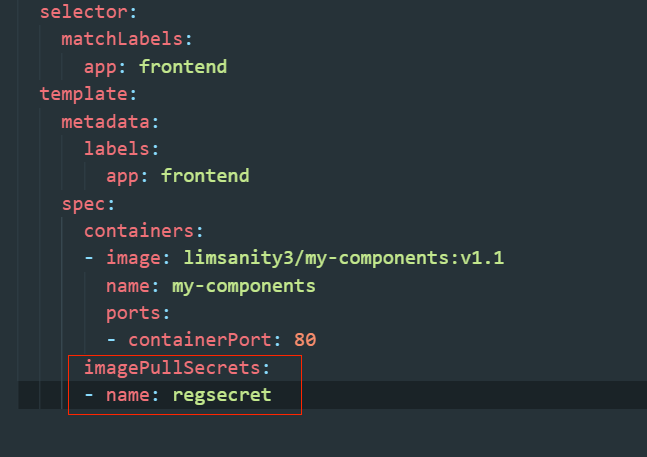 selector:
matchLabels:
app: frontend
template:
metadata:
labels:
app: frontend
spec:
containers:
- image: limsanity3/my-components:v1.1
name: my-components
ports:
- containerPort: 80
imagePullSecrets:
- name: regsecret